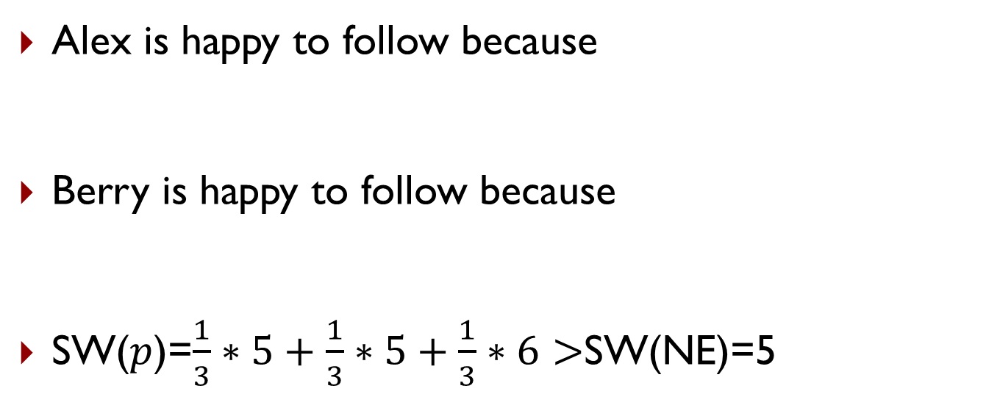 Alex is happy to follow because
Berry is happy to follow because
SW(𝑝)=1/3 ∗ 5 + 1/3 ∗ 5 + 1/3 ∗ 6 >SW(NE)=5